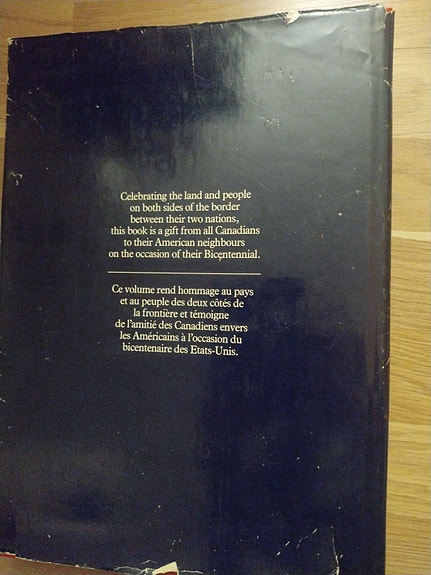 Celebrating the land and people
on both sides of the border
between their two nations,
this book is a gift from all Canadians
to their American neighbours
on the occasion of their Bicentennial.
Ce volume rend hommage au pays
et au peuple des deux côtés de
la frontière et témoigne
de l'amitié des Canadiens envers
les Américains à l'occasion du
bicentenaire des Etats-Unis.